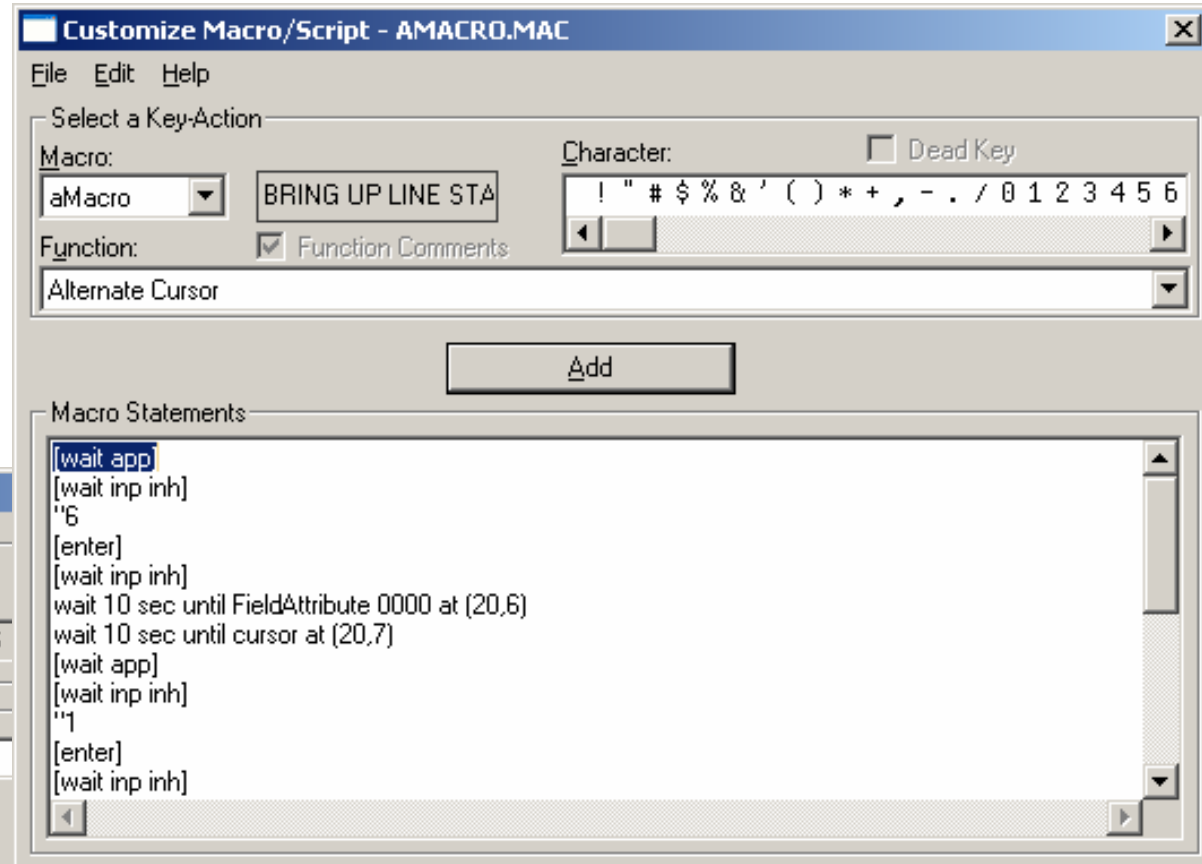 Customize Macro/Script - AMACRO.MAC
File Edit Help
Select a Key-Action
Macro:
Character:
Dead Key
aMacro
BRING UP LINE STA
! " # $ % & ' ( ) * + , - . / 0 1 2 3 4 5 6
Function:
Function Comments
Alternate Cursor
Add
Macro Statements
[wait app]
[wait inp inh]
"6
[enter]
[wait inp inh]
wait 10 sec until FieldAttribute 0000 at (20,6)
wait 10 sec until cursor at (20,7)
[wait app]
[wait inp inh]
"1
[enter]
[wait inp inh]